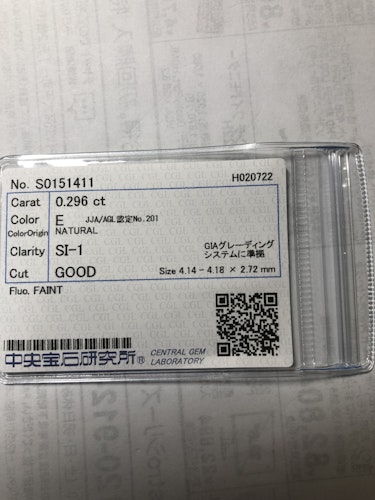 No. S0151411 H020722
Carat 0.296 ct
Color E JJA/AGL認定No.201
ColorOrigin NATURAL
Clarity SI-1 GIAグレーディング
システムに準拠
Cut GOOD Size 4.14 - 4.18 × 2.72 mm
Fluo. FAINT
中央宝石研究所® CENTRAL GEM
LABORATORY